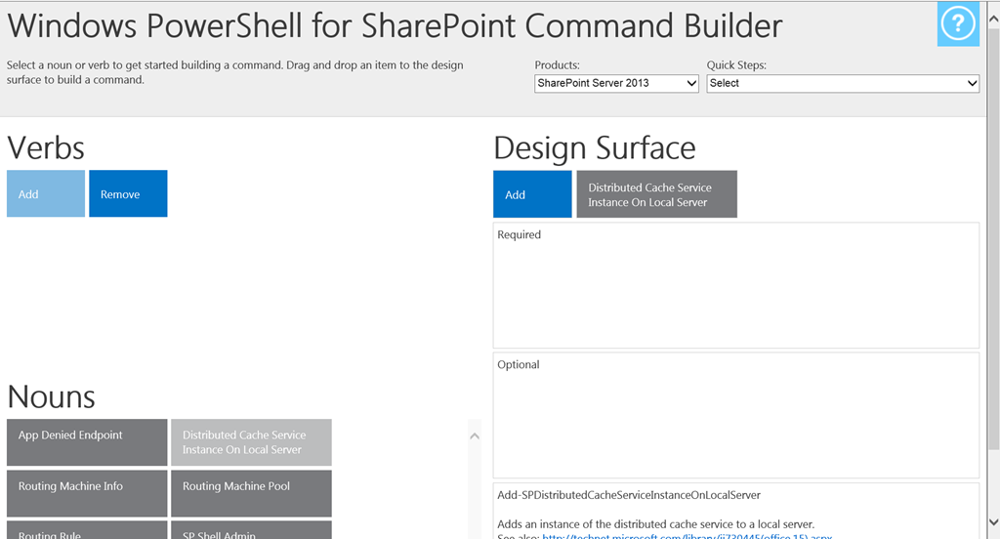 Windows PowerShell for SharePoint Command Builder
?
Select a noun or verb to get started building a command. Drag and drop an item to the design
surface to build a command.
Products:
SharePoint Server 2013
Quick Steps:
Select
Verbs
Add
Remove
Nouns
App Denied Endpoint
Distributed Cache Service
Instance On Local Server
Routing Machine Info
Routing Machine Pool
Routing Rule
SP Shell Admin
Design Surface
Add
Distributed Cache Service
Instance On Local Server
Required
Optional
Add-SPDistributedCacheServiceInstanceOnLocalServer
Adds an instance of the distributed cache service to a local server.
See also: http://technet.microsoft.com/library/jj730445(office.15).aspx